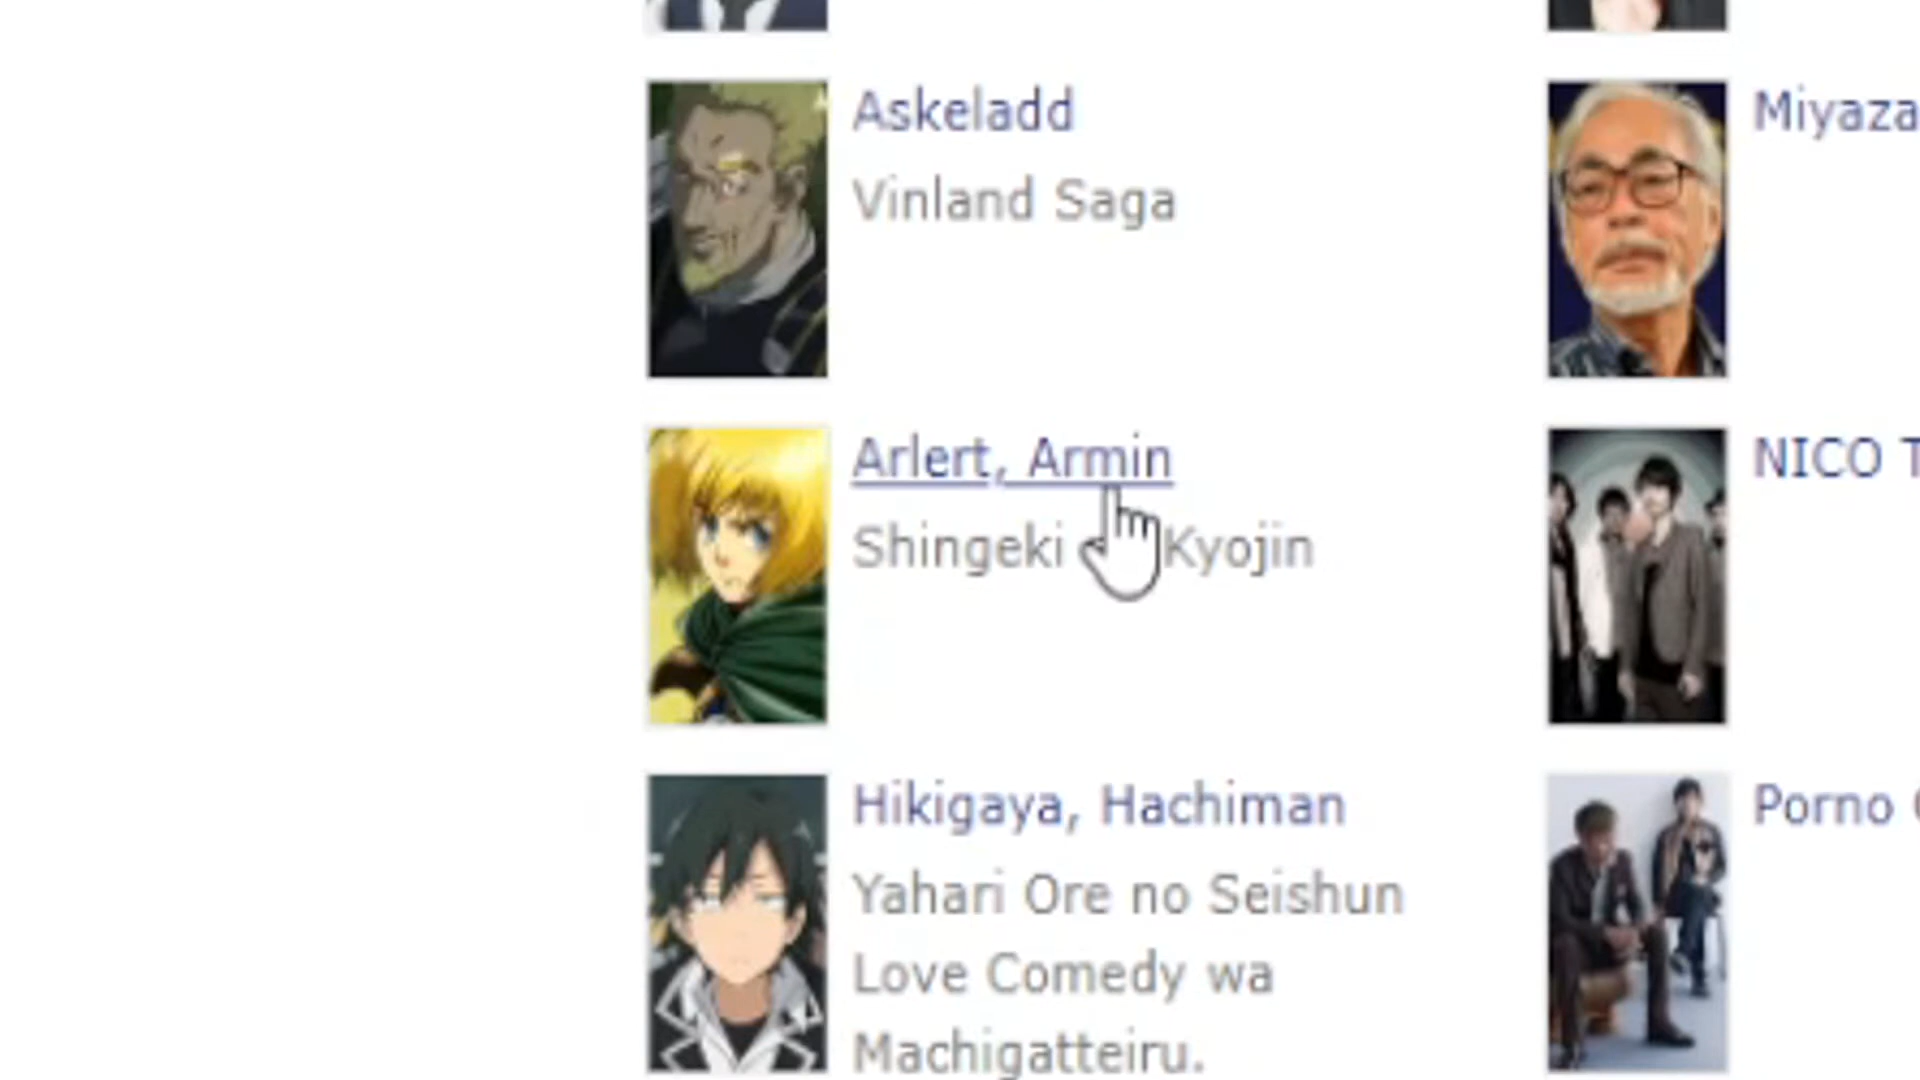 Askeladd
Vinland Saga
Arlert, Armin
Shingeki Kyojin
Hikigaya, Hachiman
Yahari Ore no Seishun
Love Comedy wa
Machigatteiru.
Miyaza
NICO T
Porno